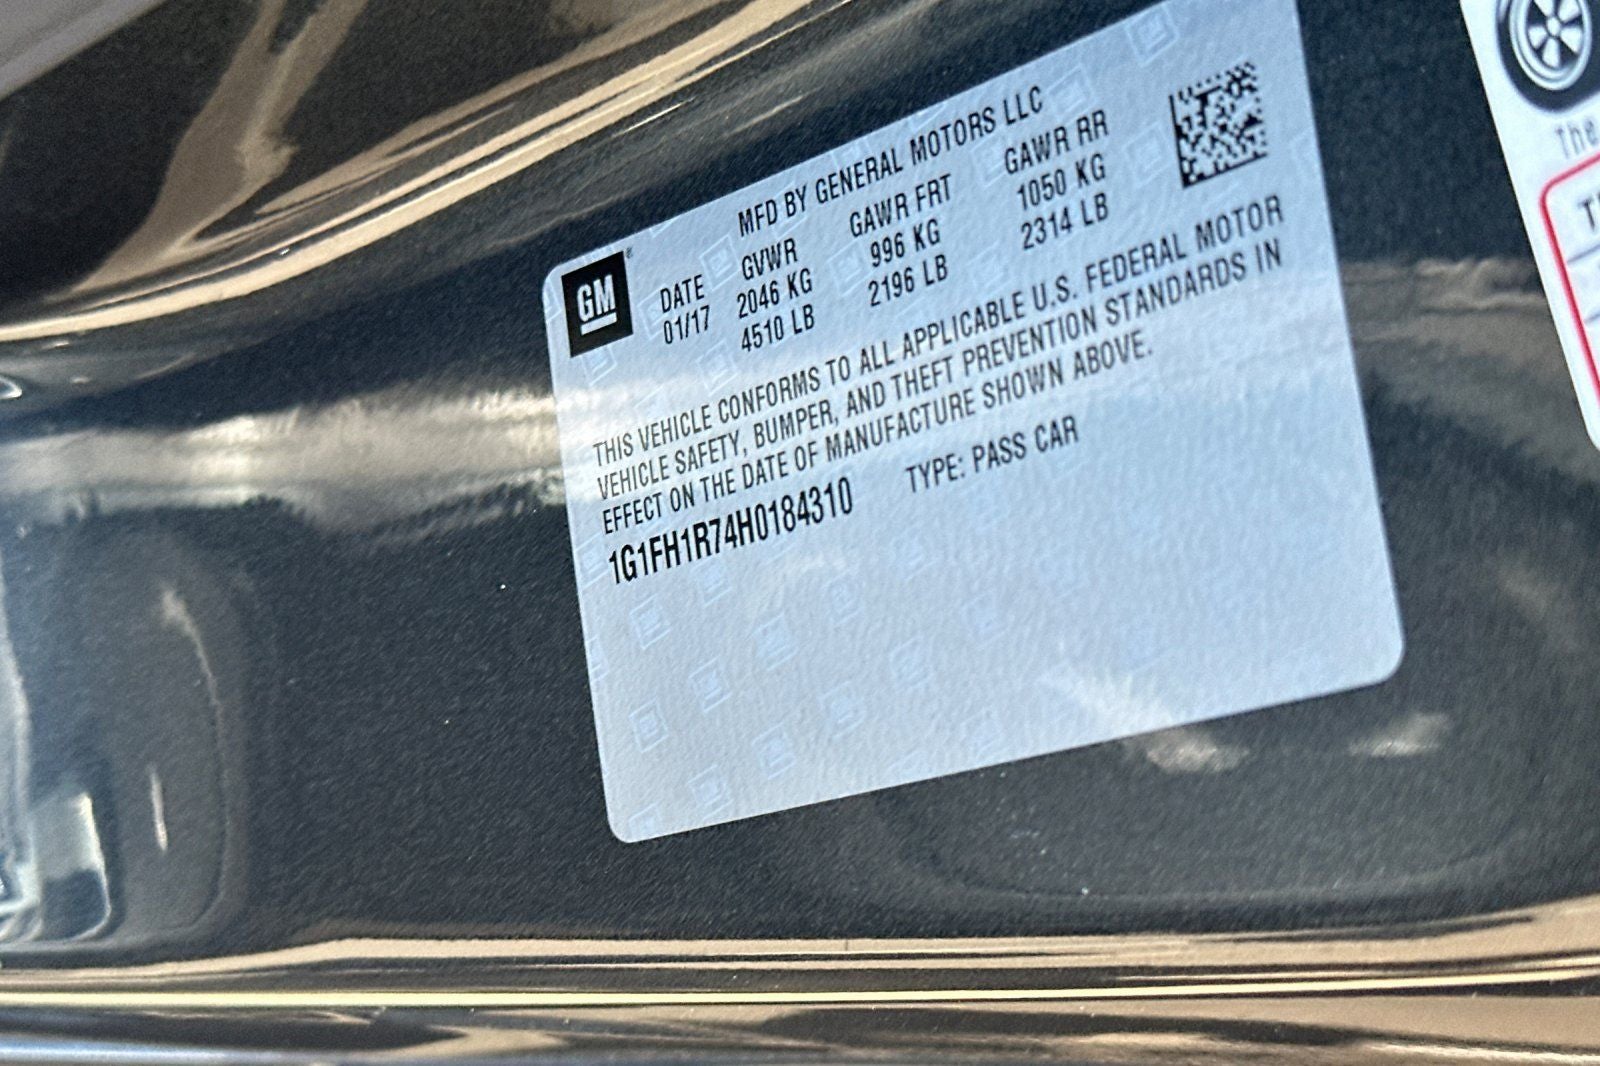 MFD BY GENERAL MOTORS LLC
GM®
DATE GVWR GAWR FRT GAWR RR
01/17 2046 KG 996 KG 1050 KG
4510 LB 2196 LB 2314 LB
THIS VEHICLE CONFORMS TO ALL APPLICABLE U.S. FEDERAL MOTOR
VEHICLE SAFETY, BUMPER, AND THEFT PREVENTION STANDARDS IN
EFFECT ON THE DATE OF MANUFACTURE SHOWN ABOVE.
1G1FH1R74H0184310 TYPE: PASS CAR
The